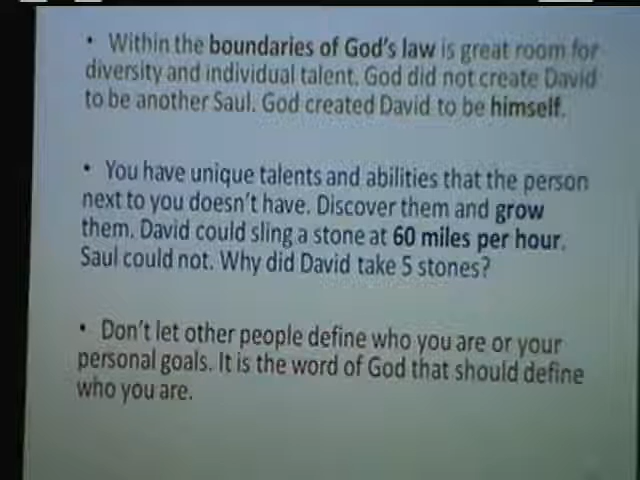 • Within the boundaries of God's law is great room for
diversity and individual talent. God did not create David
to be another Saul. God created David to be himself.
• You have unique talents and abilities that the person
next to you doesn't have. Discover them and grow
them. David could sling a stone at 60 miles per hour.
Saul could not. Why did David take 5 stones?
• Don't let other people define who you are or your
personal goals. It is the word of God that should define
who you are.